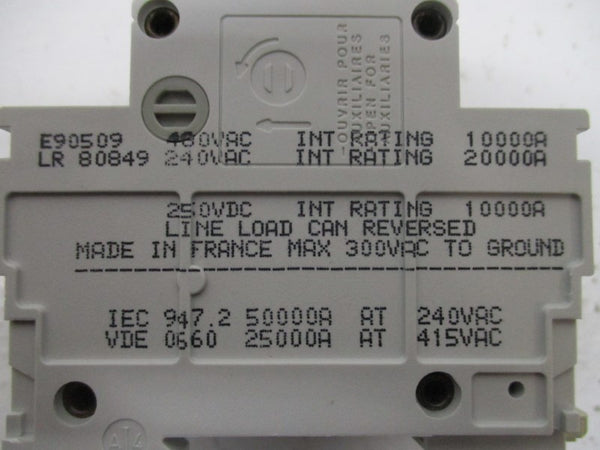 OUVRIR POUR
AUXILIAIRES
OPEN FOR
AUXILIARIES
E90509 480VAC INT RATING 10000A
LR 80849 240VAC INT RATING 20000A
250VDC INT RATING 10000A
LINE LOAD CAN REVERSED
MADE IN FRANCE MAX 300VAC TO GROUND
IEC 947.2 50000A AT 240VAC
VDE 0660 25000A AT 415VAC
A14